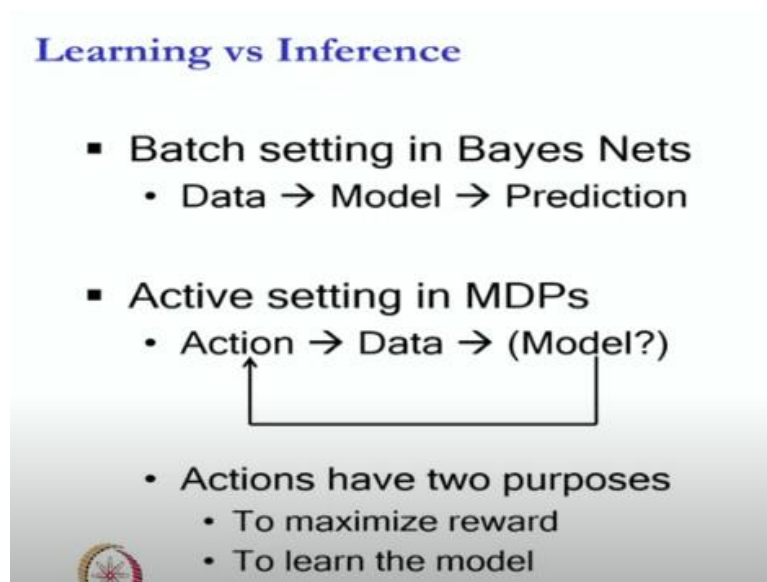 Learning vs Inference
▪ Batch setting in Bayes Nets
• Data → Model → Prediction
▪ Active setting in MDPs
• Action → Data → (Model?)
• Actions have two purposes
• To maximize reward
• To learn the model